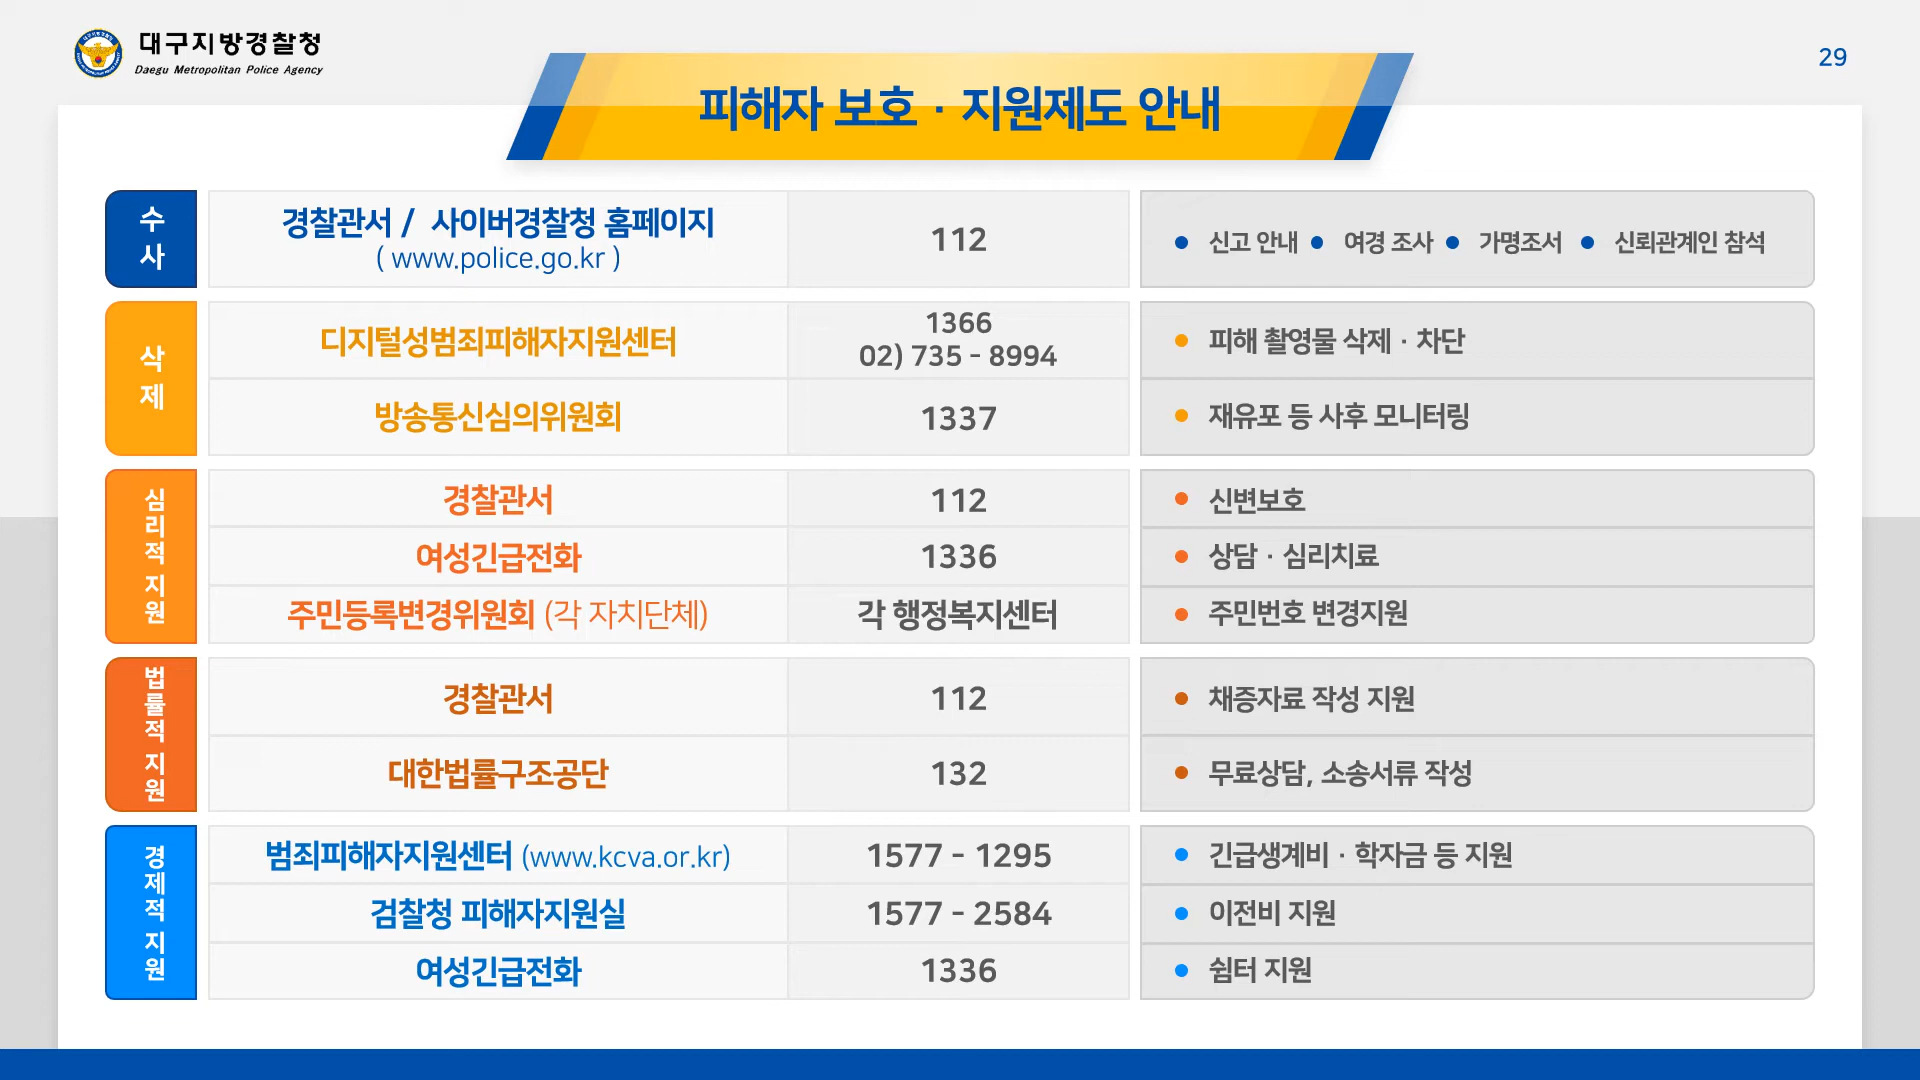 대구지방경찰청
Daegu Metropolitan Police Agency
29
피해자 보호 · 지원제도 안내
수사
경찰관서 / 사이버경찰청 홈페이지
( www.police.go.kr )
112
• 신고 안내 • 여경 조사 • 가명조서 • 신뢰관계인 참석
삭제
디지털성범죄피해자지원센터
1366
02) 735 - 8994
• 피해 촬영물 삭제 · 차단
방송통신심의위원회
1337
• 재유포 등 사후 모니터링
심리적 지원
경찰관서
112
• 신변보호
여성긴급전화
1336
• 상담 · 심리치료
주민등록변경위원회 (각 자치단체)
각 행정복지센터
• 주민번호 변경지원
법률적 지원
경찰관서
112
• 채증자료 작성 지원
대한법률구조공단
132
• 무료상담, 소송서류 작성
경제적 지원
범죄피해자지원센터 (www.kcva.or.kr)
1577 - 1295
• 긴급생계비 · 학자금 등 지원
검찰청 피해자지원실
1577 - 2584
• 이전비 지원
여성긴급전화
1336
• 쉼터 지원